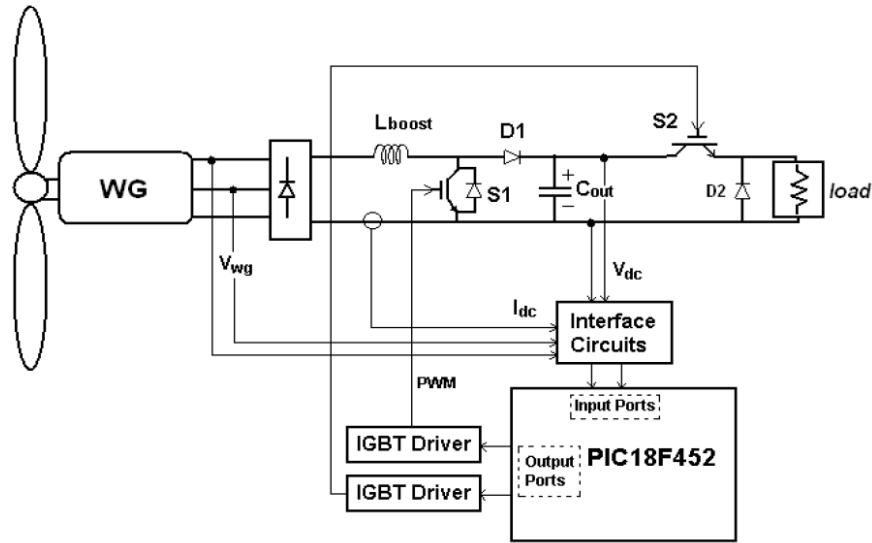 Lboost
D1
S2
WG
S1
+
Cout
−
D2
load
Vwg
Vdc
Idc
Interface
Circuits
PWM
Input Ports
IGBT Driver
PIC18F452
Output
Ports
IGBT Driver